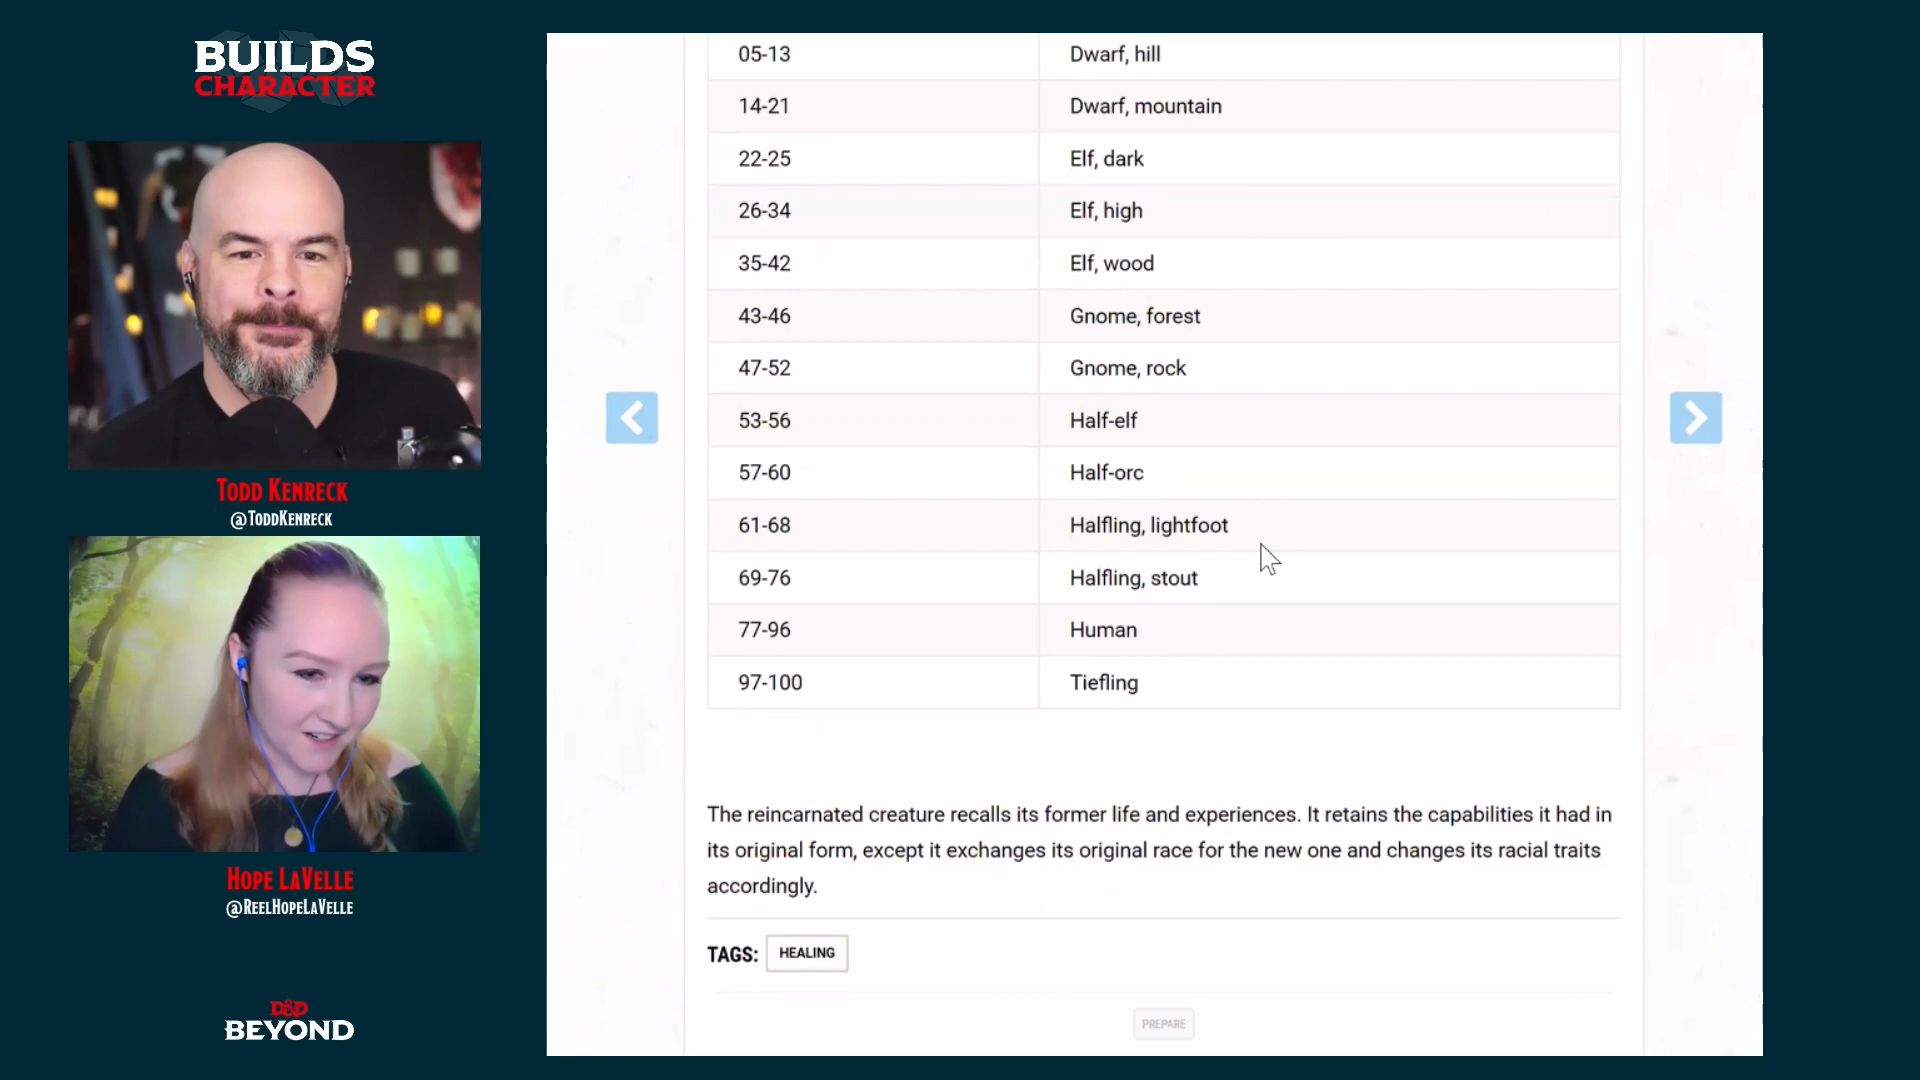 BUILDS
CHARACTER
TODD KENRECK
@TODDKENRECK
HOPE LAVELLE
@REELHOPELAVELLE
D&D
BEYOND
05-13 Dwarf, hill
14-21 Dwarf, mountain
22-25 Elf, dark
26-34 Elf, high
35-42 Elf, wood
43-46 Gnome, forest
47-52 Gnome, rock
53-56 Half-elf
57-60 Half-orc
61-68 Halfling, lightfoot
69-76 Halfling, stout
77-96 Human
97-100 Tiefling
The reincarnated creature recalls its former life and experiences. It retains the capabilities it had in
its original form, except it exchanges its original race for the new one and changes its racial traits
accordingly.
TAGS: HEALING
PREPARE